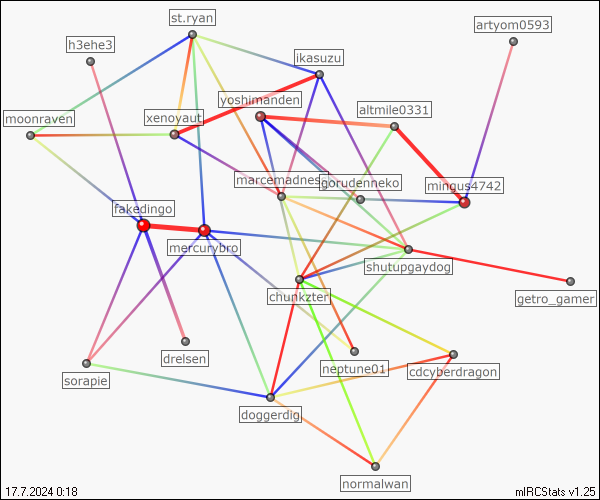 st.ryan
artyom0593
h3ehe3
ikasuzu
yoshimanden
altmile0331
moonraven
xenoyaut
marcemadness
gorudenneko
mingus4742
fakedingo
mercurybro
shutupgaydog
chunkzter
getro_gamer
drelsen
neptune01
cdcyberdragon
sorapie
doggerdig
normalwan
17.7.2024 0:18
mIRCStats v1.25